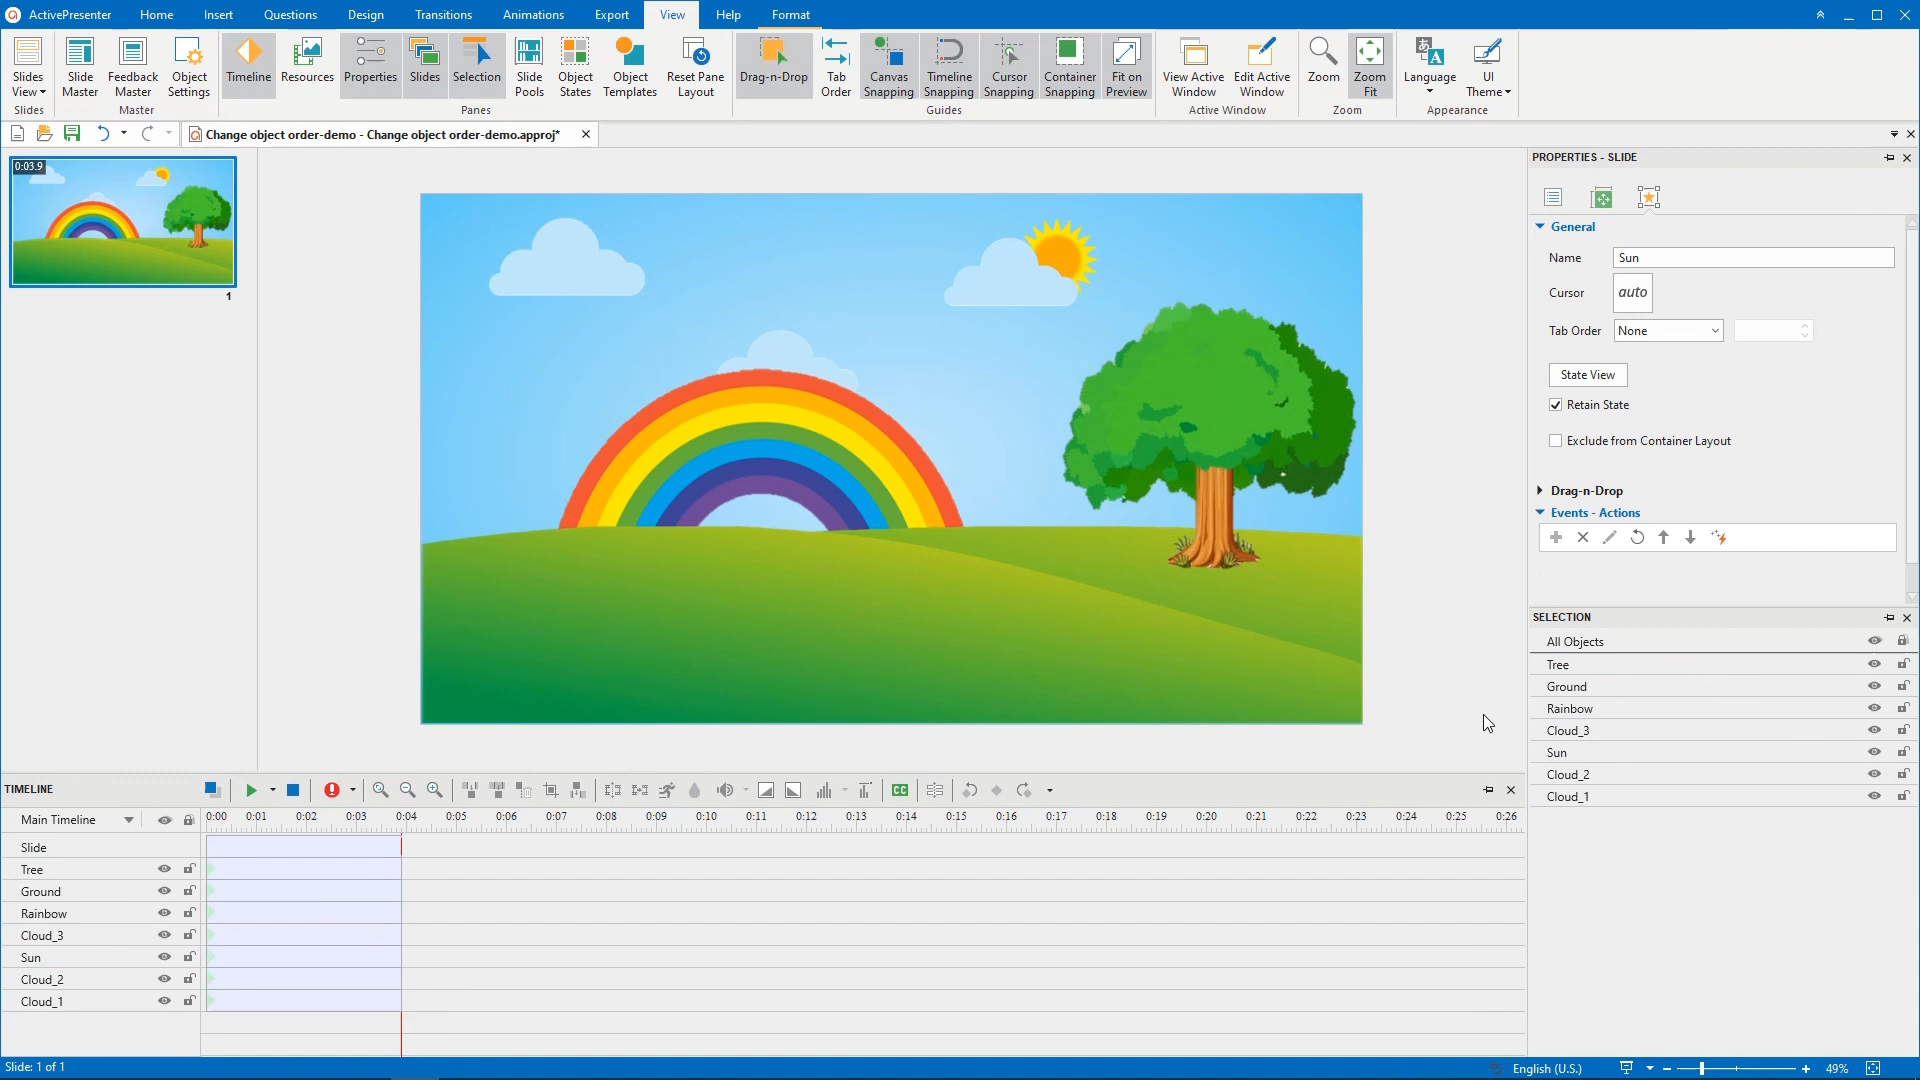 ActivePresenter Home Insert Questions Design Transitions Animations Export View Help Format
Slides View Slide Master Feedback Master Object Settings Timeline Resources Properties Slides Selection Slide Pools Object States Object Templates Reset Pane Layout Drag-n-Drop Tab Order Canvas Snapping Timeline Snapping Cursor Snapping Container Snapping Fit on Preview View Active Window Edit Active Window Zoom Zoom Fit Language UI Theme
Slides Master Panes Guides Active Window Zoom Appearance
Change object order-demo - Change object order-demo.approj*
0:03.9
1
PROPERTIES - SLIDE
General
Name Sun
Cursor auto
Tab Order None
State View
Retain State
Exclude from Container Layout
Drag-n-Drop
Events - Actions
SELECTION
All Objects
Tree
Ground
Rainbow
Cloud_3
Sun
Cloud_2
Cloud_1
TIMELINE
CC
Main Timeline 0:00 0:01 0:02 0:03 0:04 0:05 0:06 0:07 0:08 0:09 0:10 0:11 0:12 0:13 0:14 0:15 0:16 0:17 0:18 0:19 0:20 0:21 0:22 0:23 0:24 0:25 0:26
Slide
Tree
Ground
Rainbow
Cloud_3
Sun
Cloud_2
Cloud_1
Slide: 1 of 1 English (U.S.) 49%